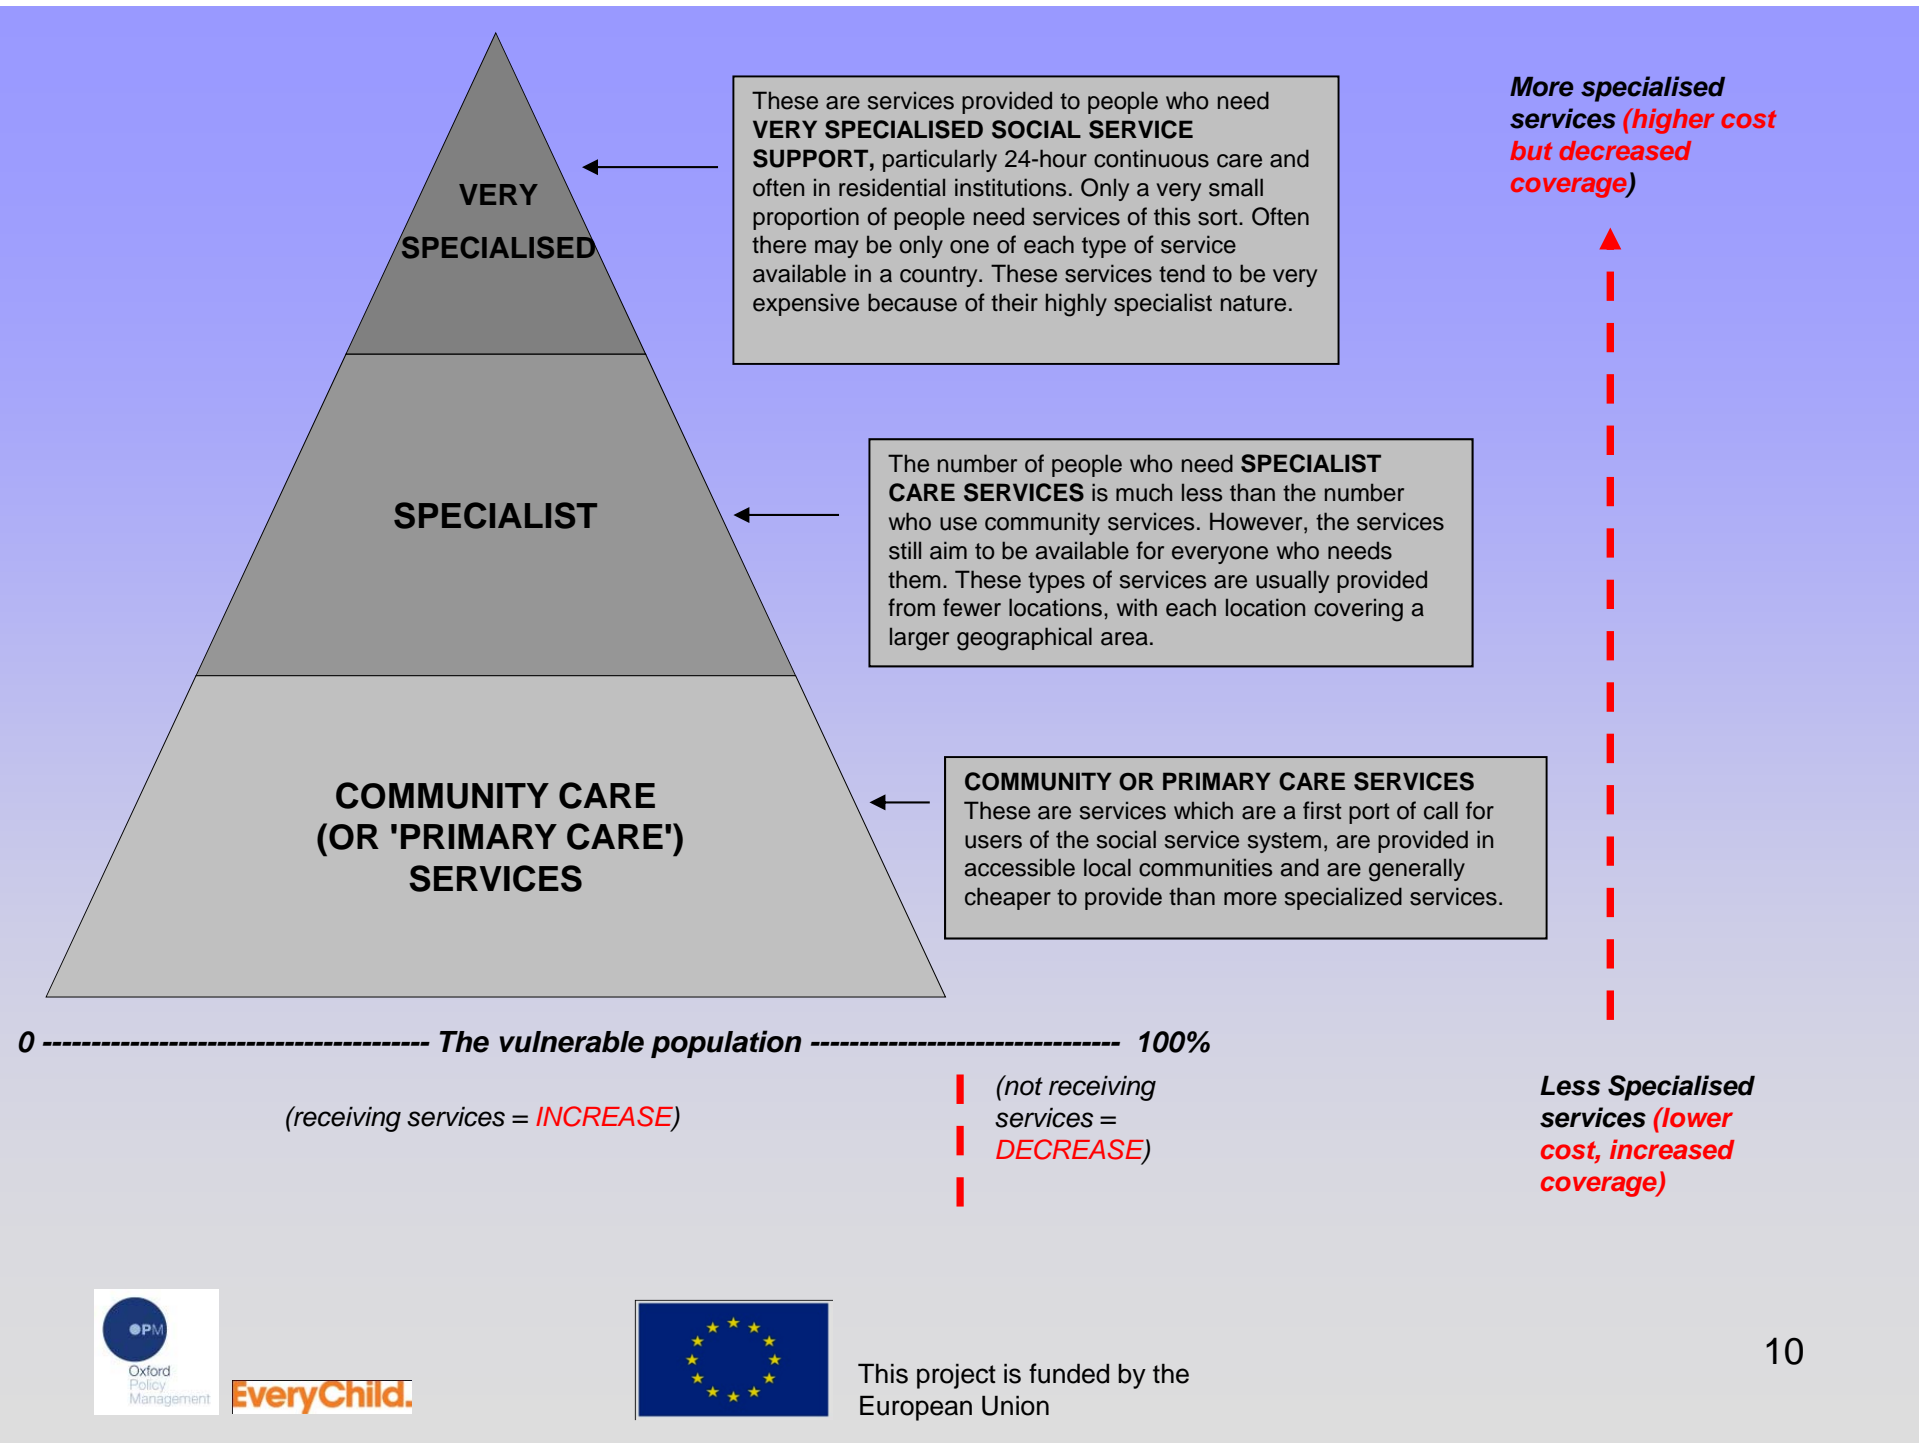 VERY
SPECIALISED
These are services provided to people who need
VERY SPECIALISED SOCIAL SERVICE
SUPPORT, particularly 24-hour continuous care and
often in residential institutions. Only a very small
proportion of people need services of this sort. Often
there may be only one of each type of service
available in a country. These services tend to be very
expensive because of their highly specialist nature.
More specialised
services (higher cost
but decreased
coverage)
SPECIALIST
The number of people who need SPECIALIST
CARE SERVICES is much less than the number
who use community services. However, the services
still aim to be available for everyone who needs
them. These types of services are usually provided
from fewer locations, with each location covering a
larger geographical area.
COMMUNITY CARE
(OR 'PRIMARY CARE')
SERVICES
COMMUNITY OR PRIMARY CARE SERVICES
These are services which are a first port of call for
users of the social service system, are provided in
accessible local communities and are generally
cheaper to provide than more specialized services.
0 --------------------------------------- The vulnerable population ------------------------------- 100%
(receiving services = INCREASE)
(not receiving
services =
DECREASE)
Less Specialised
services (lower
cost, increased
coverage)
OPM
Oxford
Policy
Management
EveryChild.
This project is funded by the
European Union
10